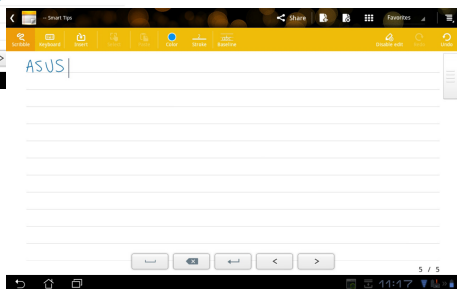 – Smart Tips
Share
Favorites
Scribble
Keyboard
Insert
Color
Stroke
Baseline
Disable edit
Undo
ASUS
5 / 5
11:17